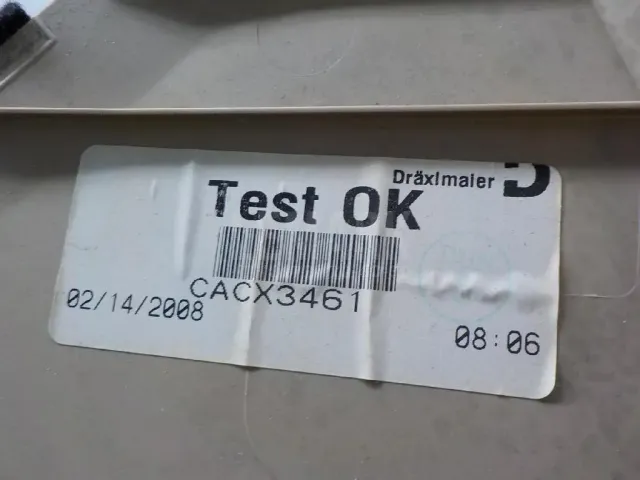 Dräxlmaier
Test OK
CACX3461
02/14/2008
08:06